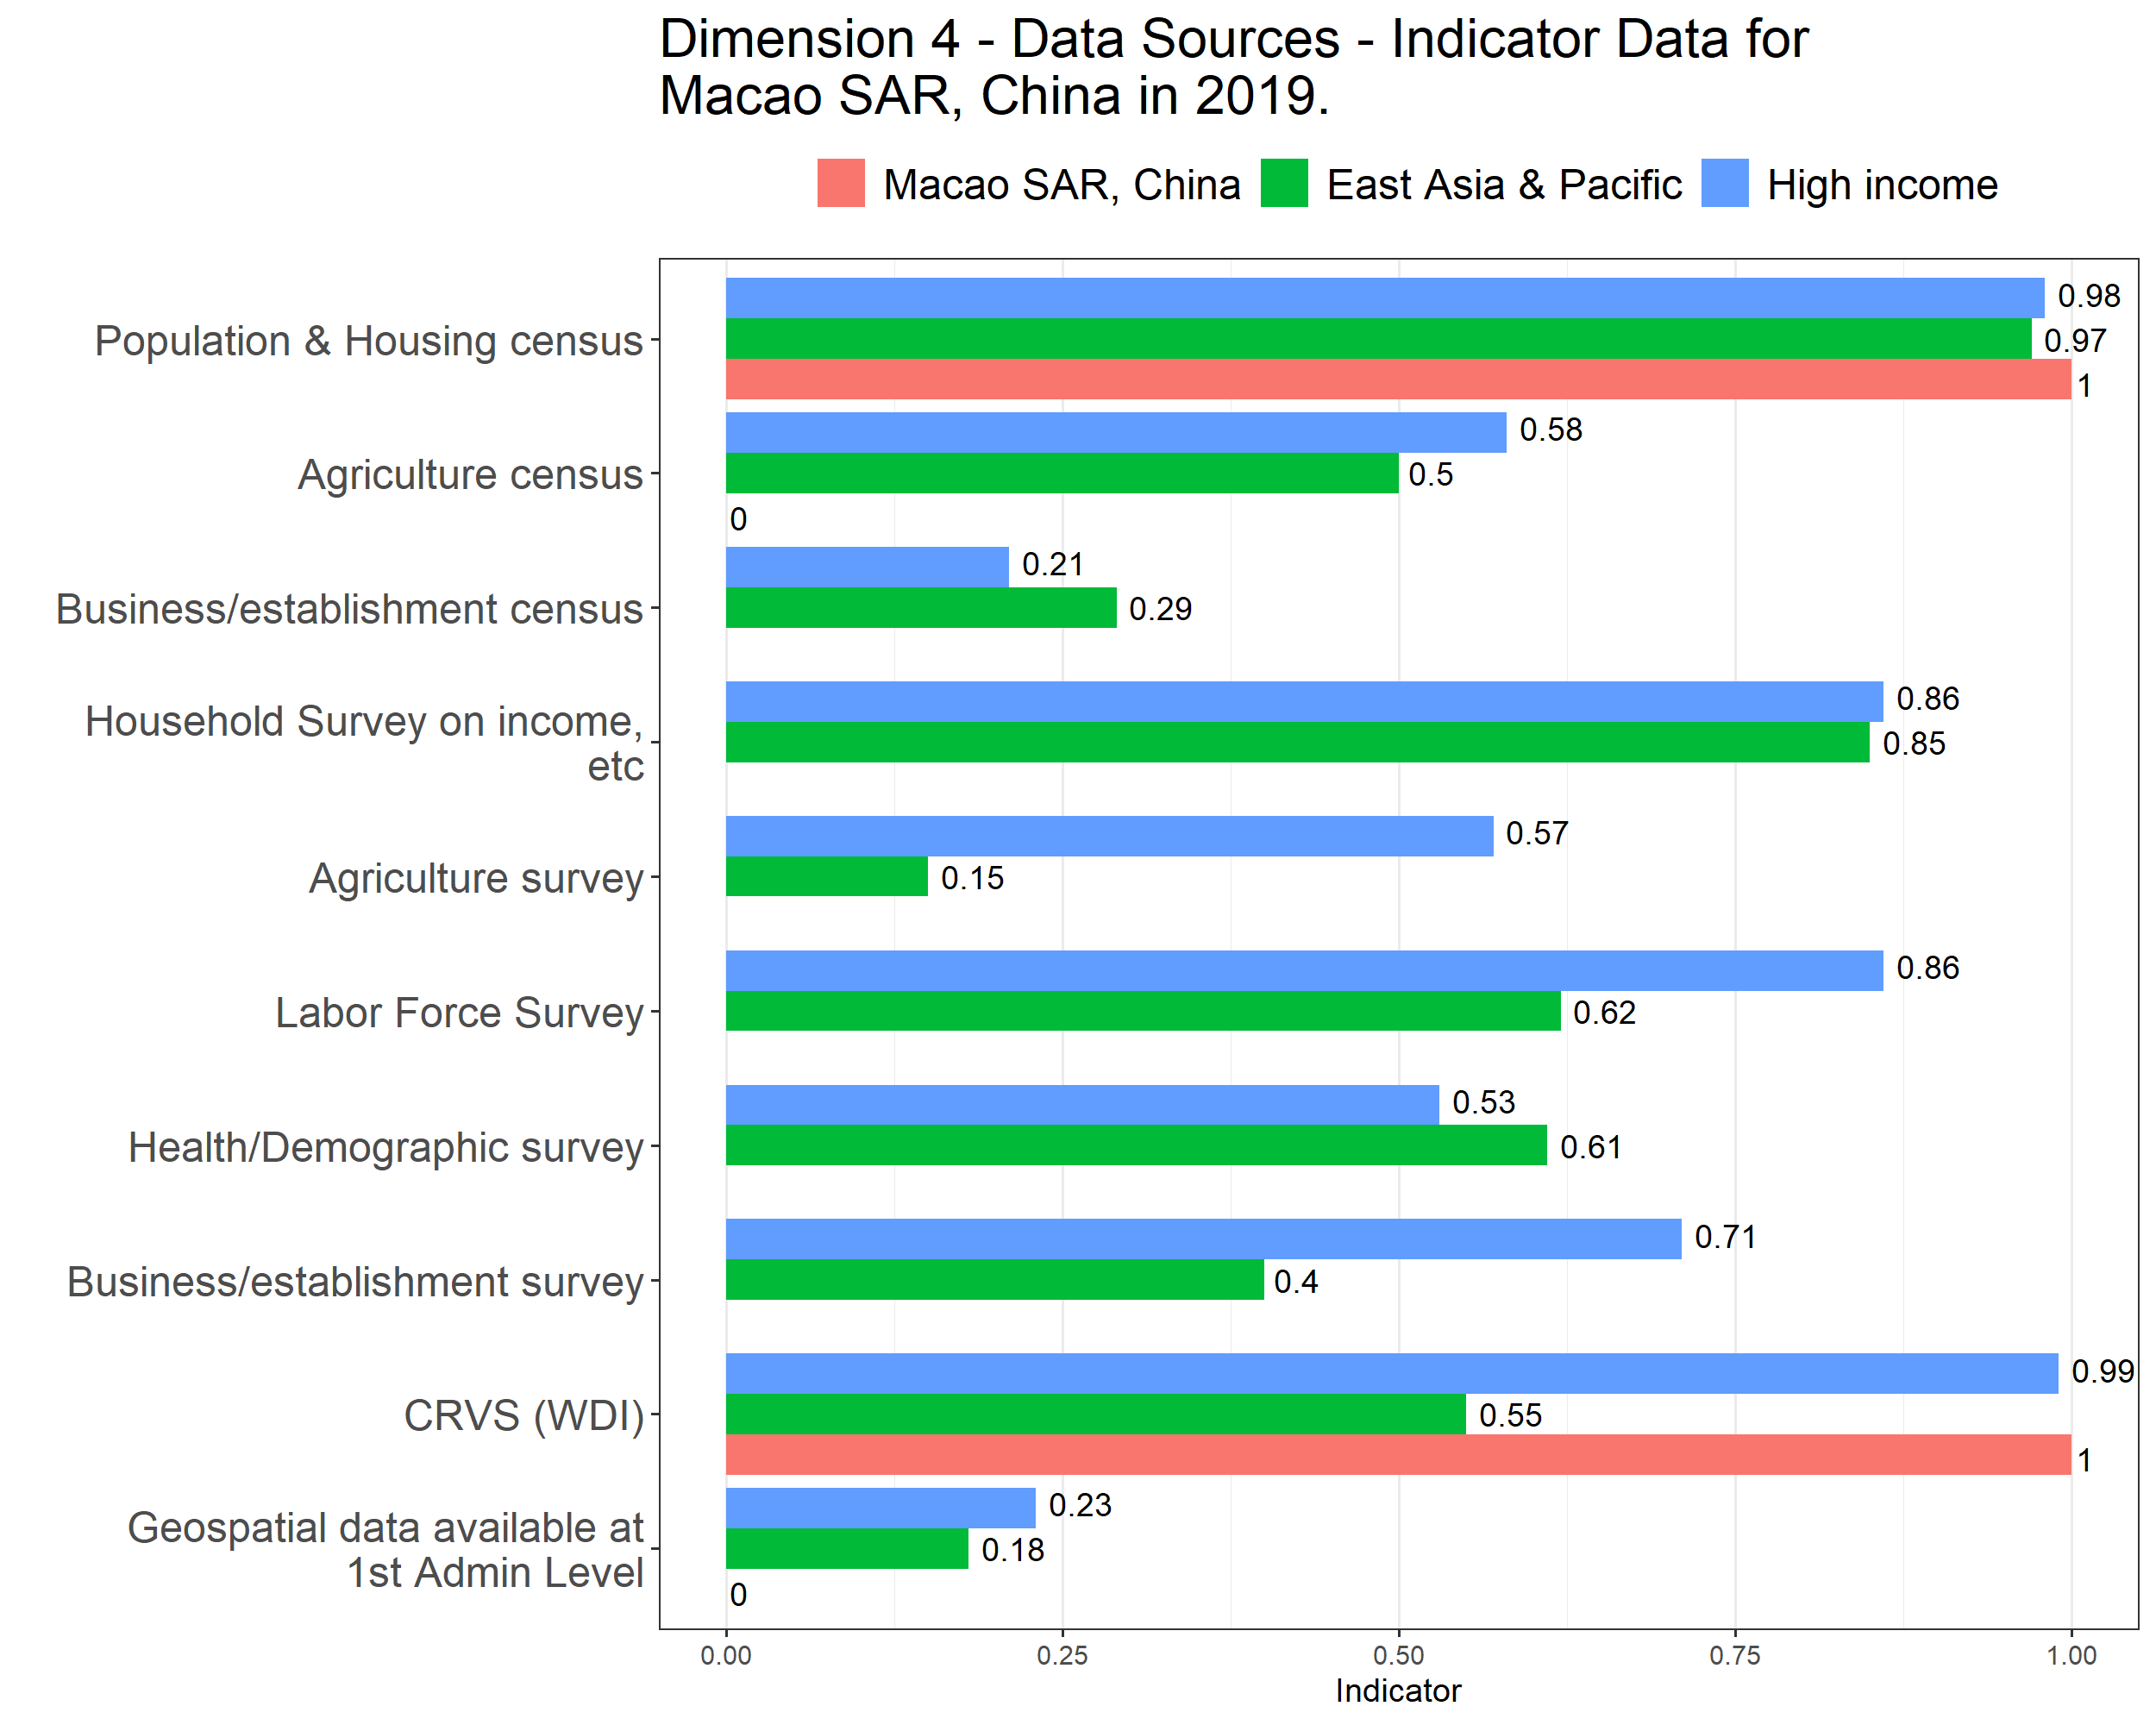 Dimension 4 - Data Sources - Indicator Data for
Macao SAR, China in 2019.
Macao SAR, China East Asia & Pacific High income
Population & Housing census
0.98
0.97
1
Agriculture census
0.58
0.5
0
Business/establishment census
0.21
0.29
Household Survey on income,
etc
0.86
0.85
Agriculture survey
0.57
0.15
Labor Force Survey
0.86
0.62
Health/Demographic survey
0.53
0.61
Business/establishment survey
0.71
0.4
CRVS (WDI)
0.99
0.55
1
Geospatial data available at
1st Admin Level
0.23
0.18
0
0.00 0.25 0.50 0.75 1.00
Indicator